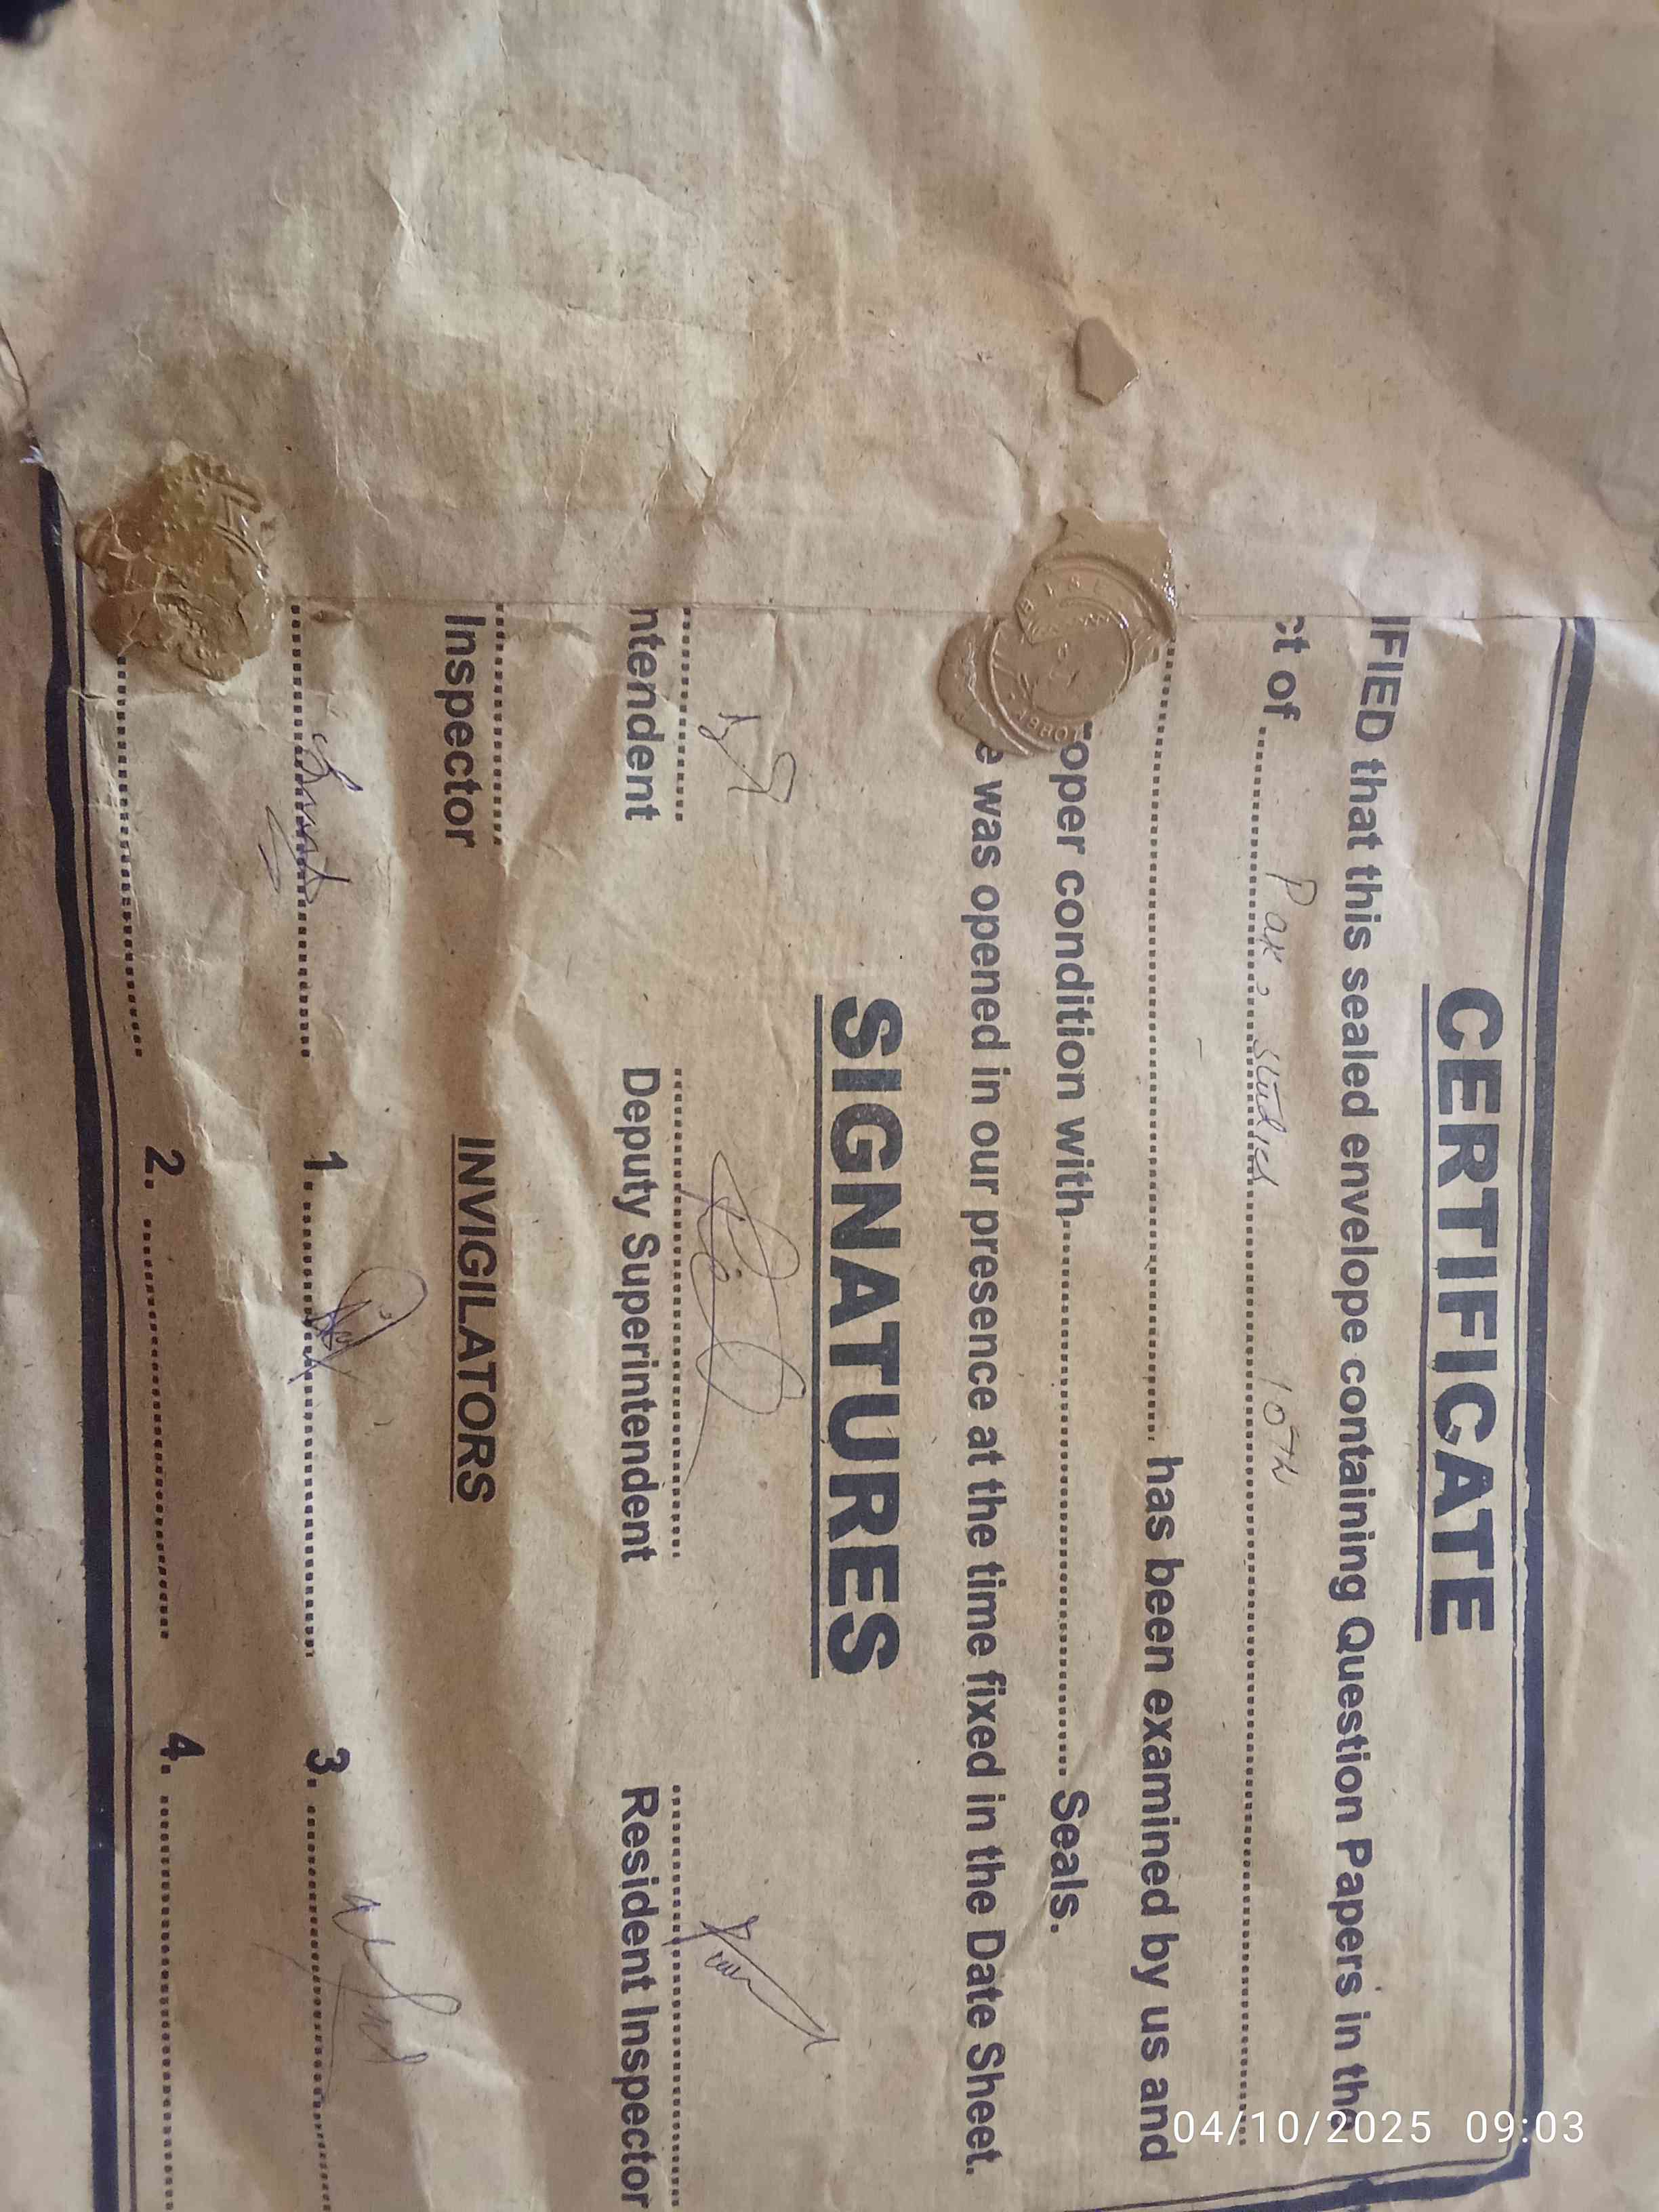 CERTIFICATE
IFIED that this sealed envelope containing Question Papers in the
ct of .......... Pak. Studies 10th ..........
.......... has been examined by us and
roper condition with .......... Seals.
e was opened in our presence at the time fixed in the Date Sheet.
SIGNATURES
ntendent Deputy Superintendent Resident Inspector
Inspector INVIGILATORS
1. .......... 3. ..........
2. .......... 4. ..........
04/10/2025 09:03